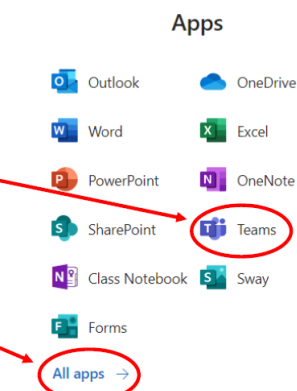 Apps
Outlook OneDrive
Word Excel
PowerPoint OneNote
SharePoint Teams
Class Notebook Sway
Forms
All apps →